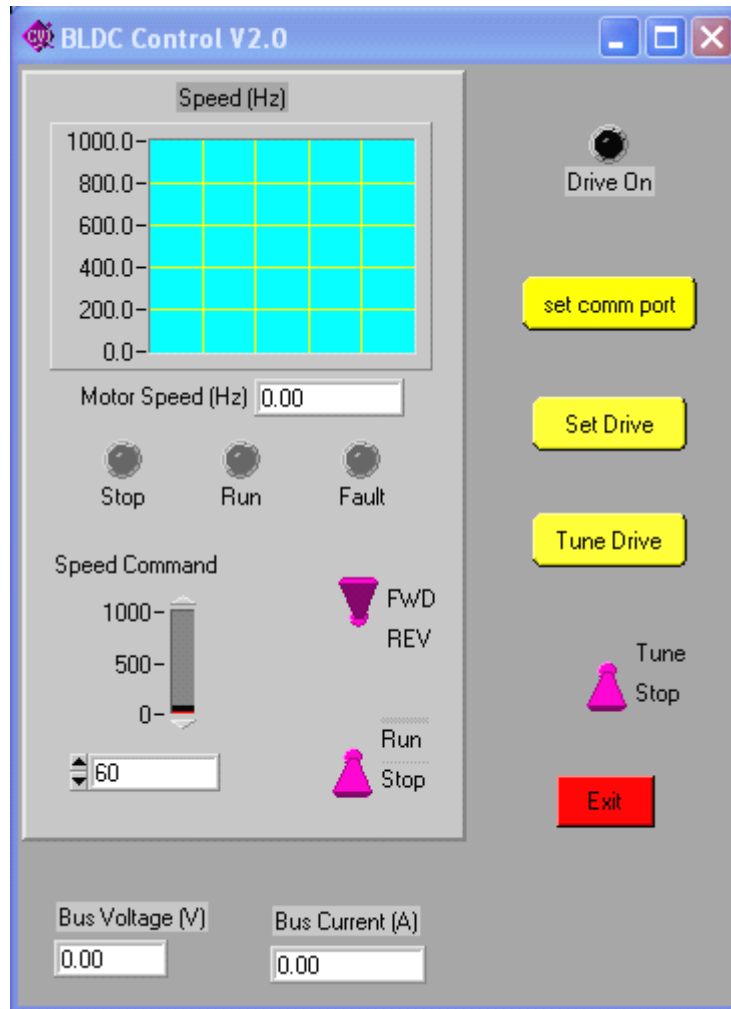 CVI BLDC Control V2.0
Speed (Hz)
1000.0
800.0
600.0
400.0
200.0
0.0
Motor Speed (Hz) 0.00
Stop Run Fault
Speed Command
1000
500
0
60
FWD
REV
Run
Stop
Drive On
set comm port
Set Drive
Tune Drive
Tune
Stop
Exit
Bus Voltage (V)
0.00
Bus Current (A)
0.00